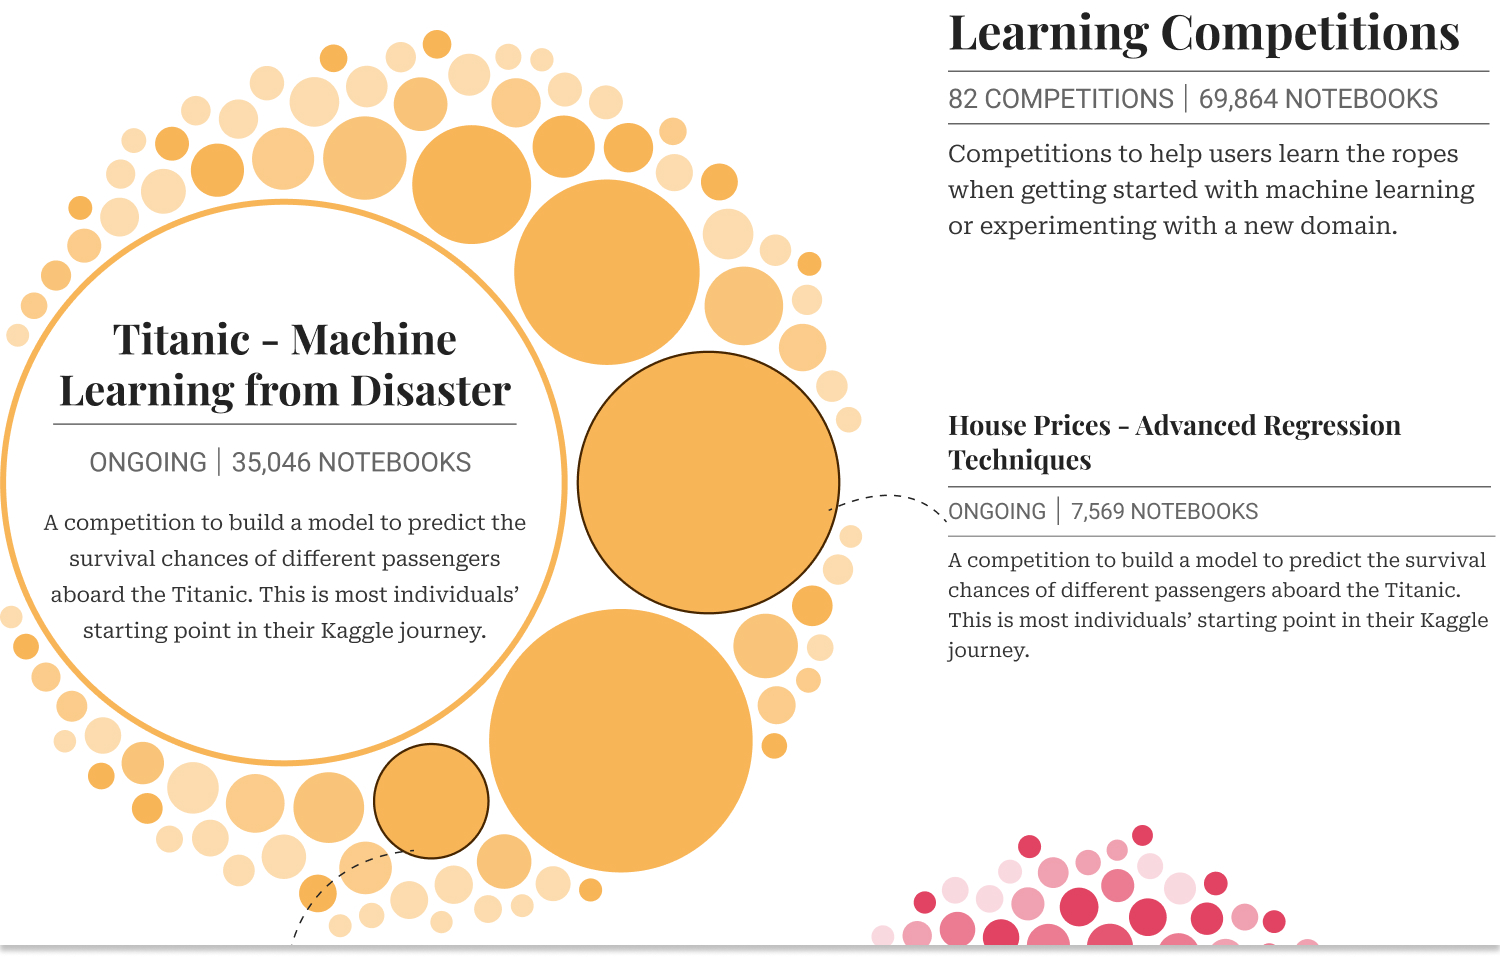 Learning Competitions
82 COMPETITIONS | 69,864 NOTEBOOKS
Competitions to help users learn the ropes
when getting started with machine learning
or experimenting with a new domain.
Titanic - Machine
Learning from Disaster
ONGOING | 35,046 NOTEBOOKS
A competition to build a model to predict the
survival chances of different passengers
aboard the Titanic. This is most individuals’
starting point in their Kaggle journey.
House Prices - Advanced Regression
Techniques
ONGOING | 7,569 NOTEBOOKS
A competition to build a model to predict the survival
chances of different passengers aboard the Titanic.
This is most individuals’ starting point in their Kaggle
journey.